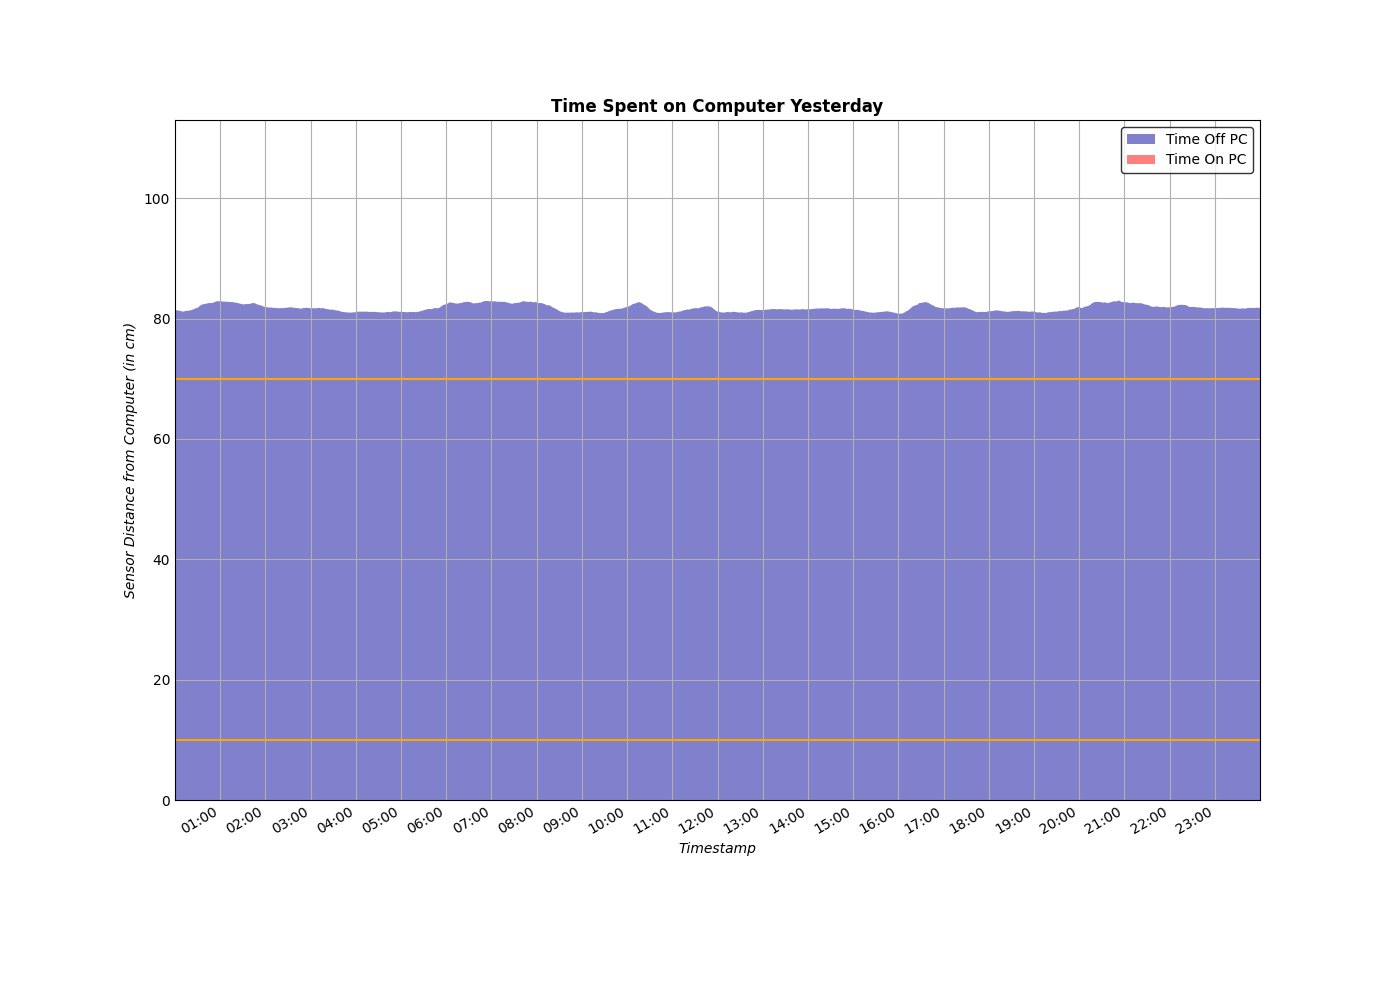 Time Spent on Computer Yesterday
Time Off PC
Time On PC
Sensor Distance from Computer (in cm)
100
80
60
40
20
0
01:00 02:00 03:00 04:00 05:00 06:00 07:00 08:00 09:00 10:00 11:00 12:00 13:00 14:00 15:00 16:00 17:00 18:00 19:00 20:00 21:00 22:00 23:00
Timestamp